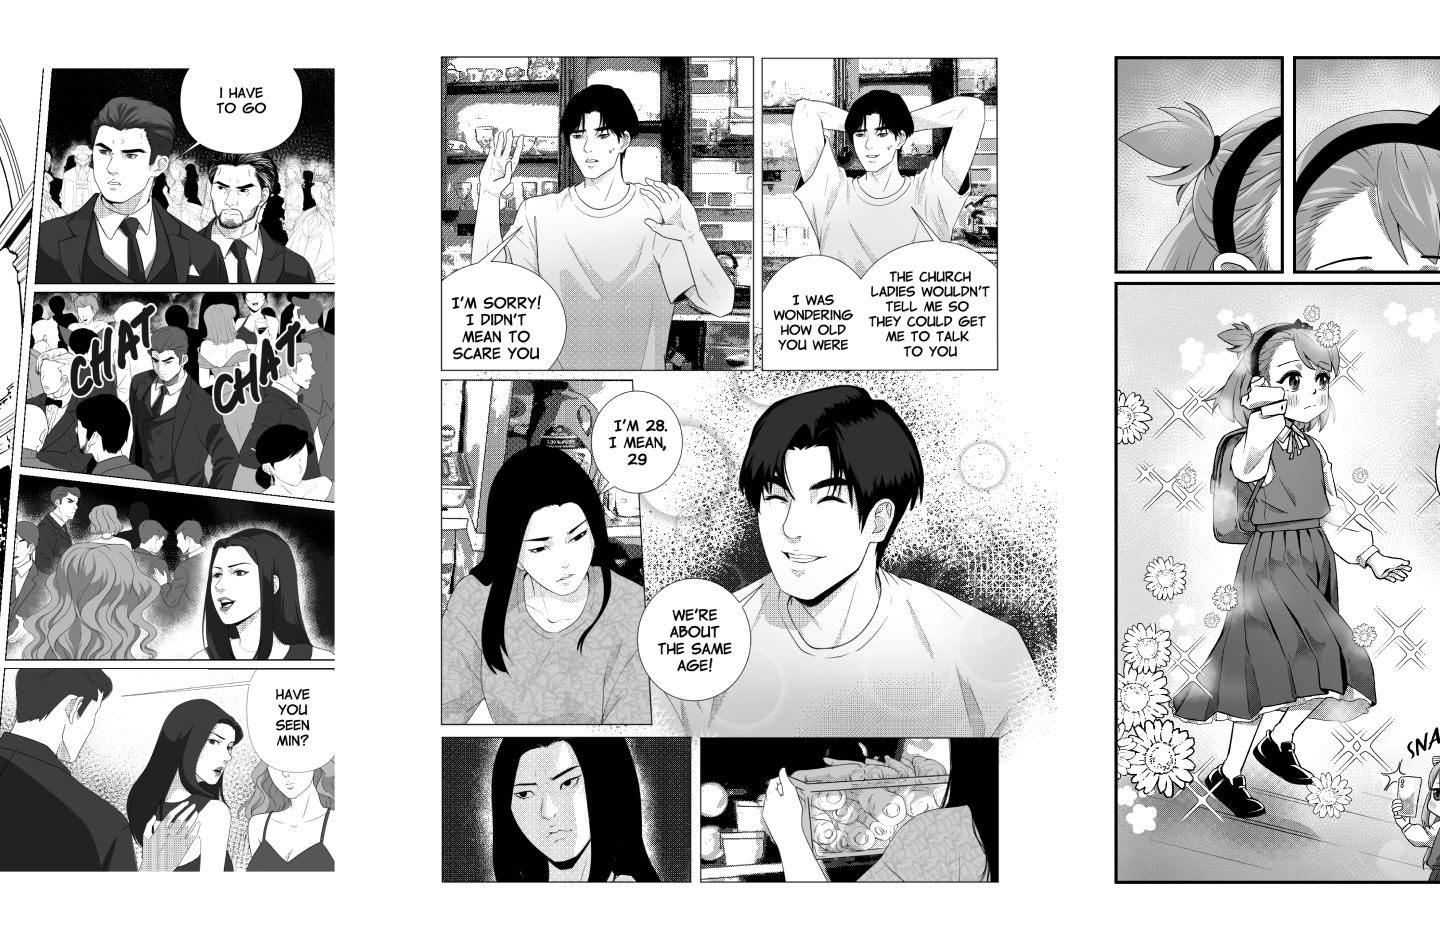 I HAVE
TO GO
CHAT
CHAT
HAVE
YOU
SEEN
MIN?
I'M SORRY!
I DIDN'T
MEAN TO
SCARE YOU
I WAS
WONDERING
HOW OLD
YOU WERE
THE CHURCH
LADIES WOULDN'T
TELL ME SO
THEY COULD GET
ME TO TALK
TO YOU
I'M 28.
I MEAN,
29
WE'RE
ABOUT
THE SAME
AGE!